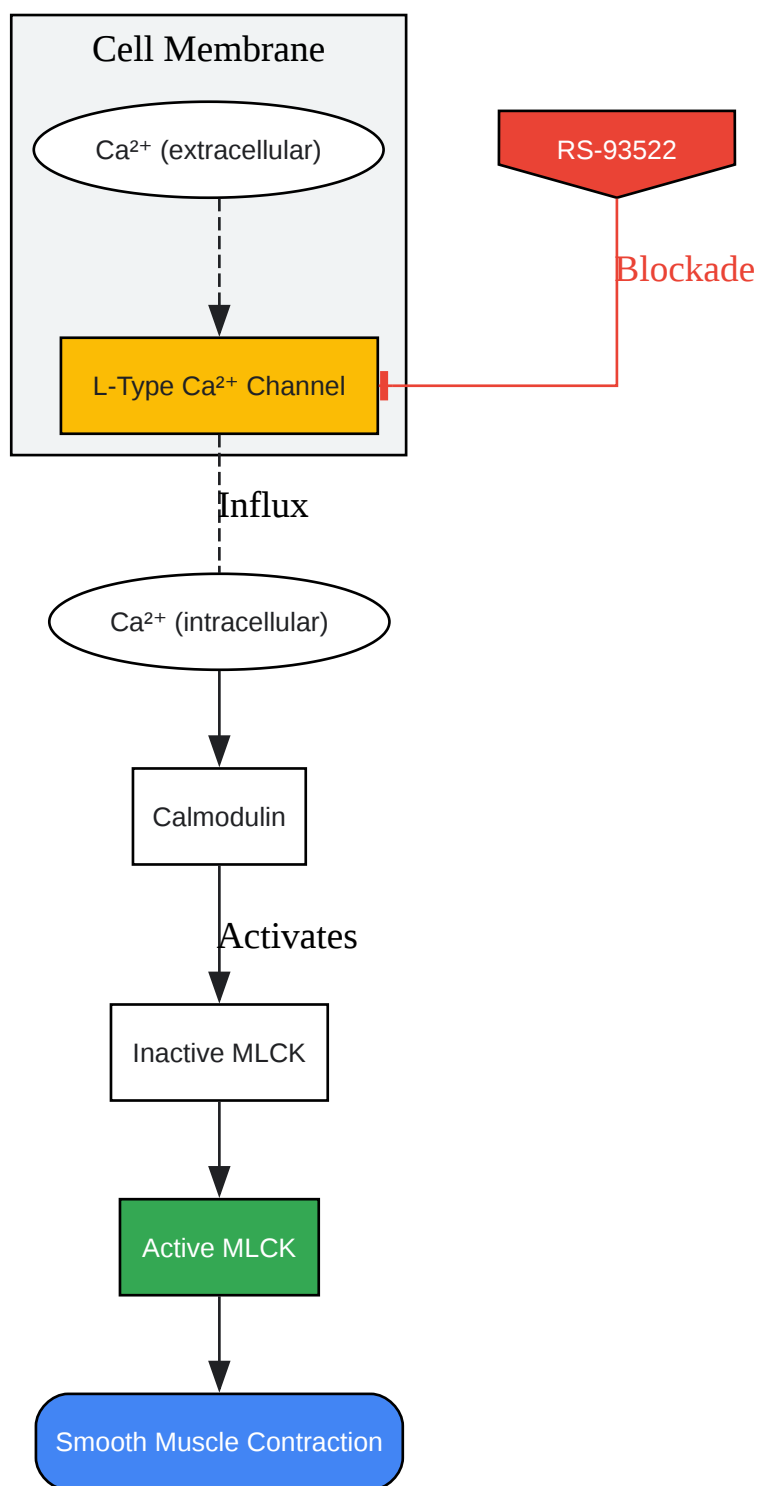 Cell Membrane
Ca²⁺ (extracellular)
RS-93522
Blockade
L-Type Ca²⁺ Channel
Influx
Ca²⁺ (intracellular)
Calmodulin
Activates
Inactive MLCK
Active MLCK
Smooth Muscle Contraction